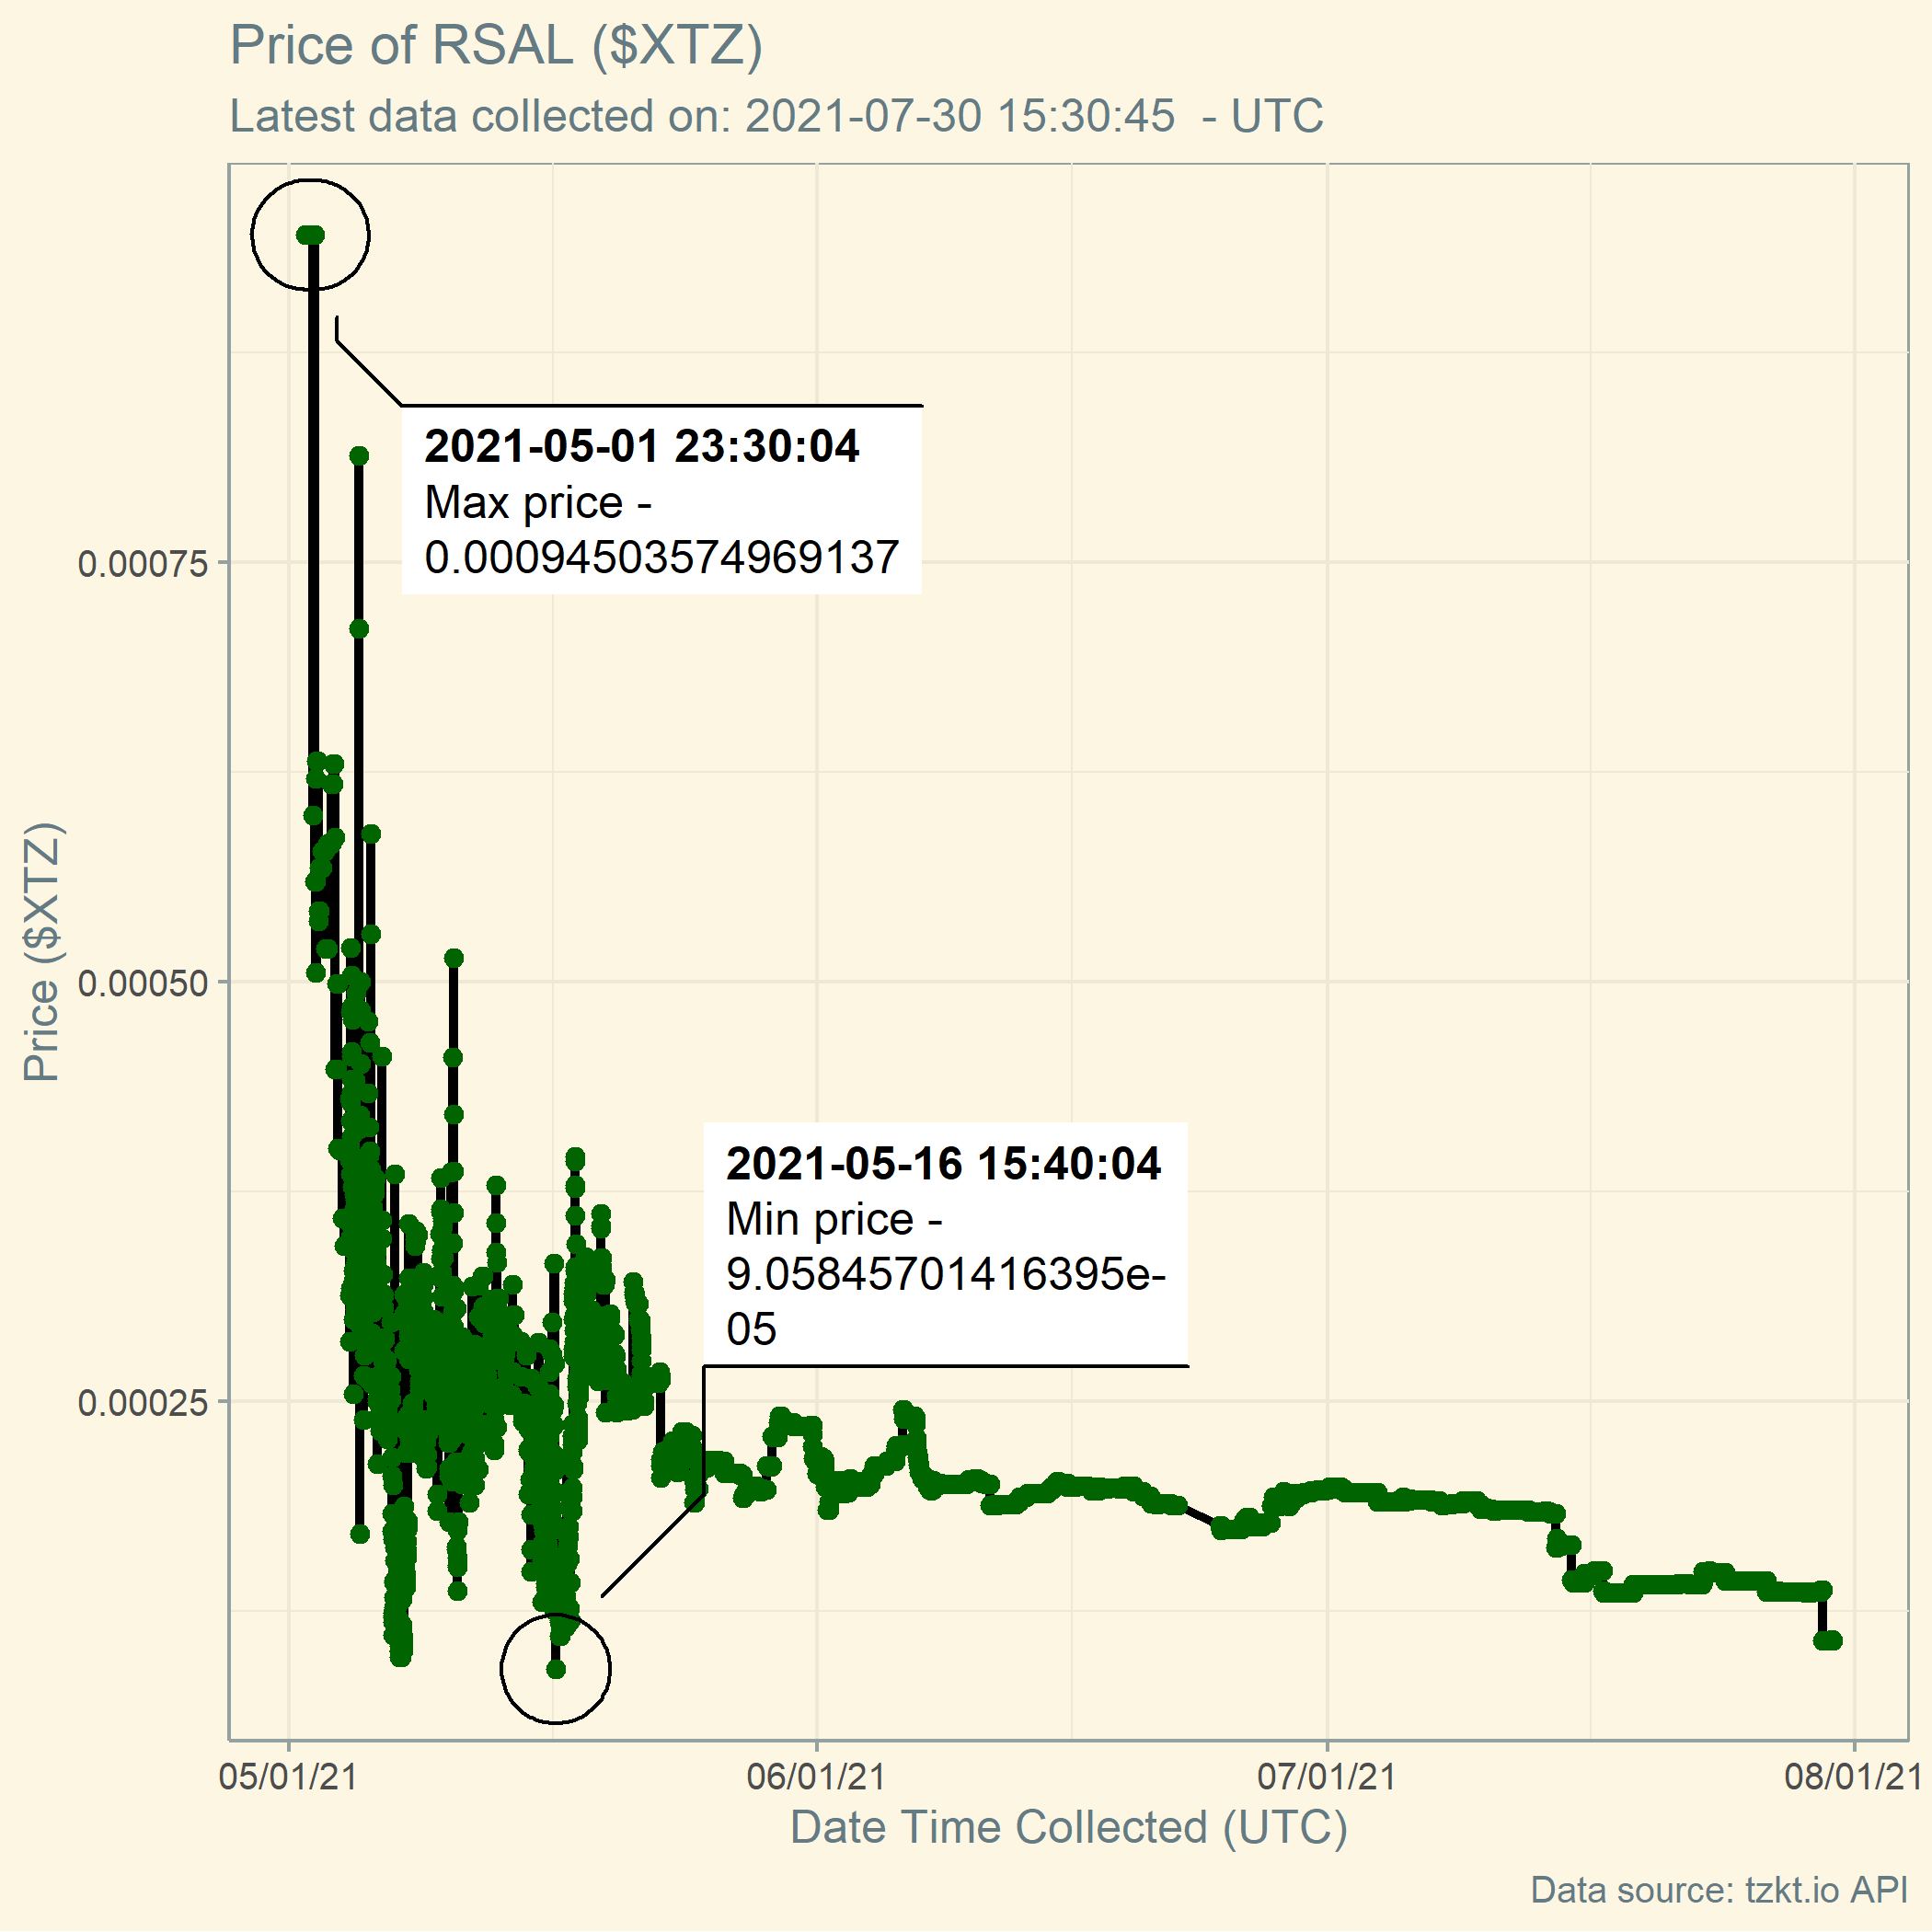 Price of RSAL ($XTZ)
Latest data collected on: 2021-07-30 15:30:45  - UTC
2021-05-01 23:30:04
Max price -
0.000945035749691​37
0.00075
Price ($XTZ)
0.00050
2021-05-16 15:40:04
Min price -
9.05845701416395e-
05
0.00025
05/01/21
06/01/21
07/01/21
08/01/21
Date Time Collected (UTC)
Data source: tzkt.io API